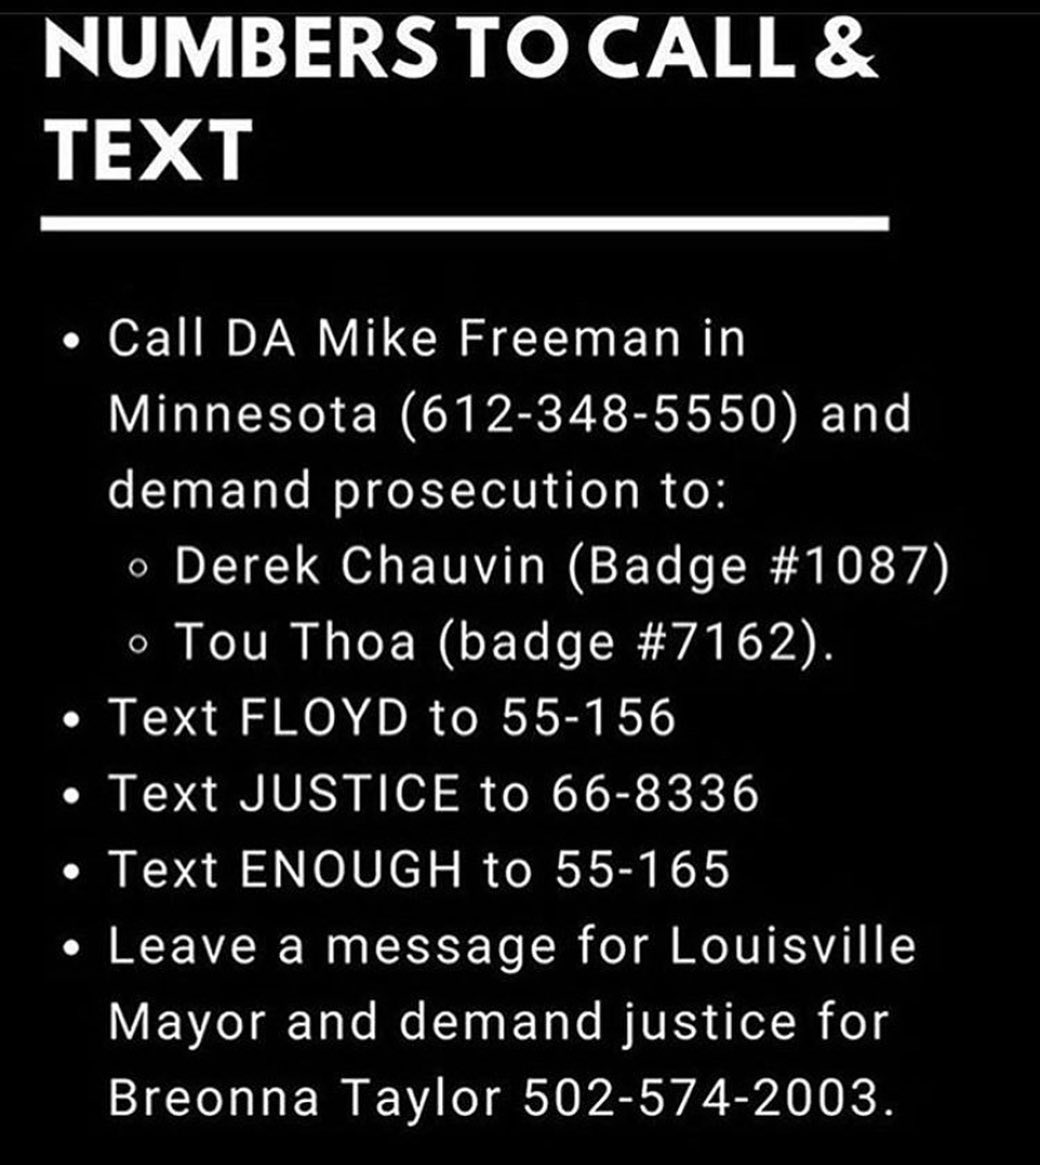 NUMBERS TO CALL &
TEXT
• Call DA Mike Freeman in
Minnesota (612-348-5550) and
demand prosecution to:
◦ Derek Chauvin (Badge #1087)
◦ Tou Thoa (badge #7162).
• Text FLOYD to 55-156
• Text JUSTICE to 66-8336
• Text ENOUGH to 55-165
• Leave a message for Louisville
Mayor and demand justice for
Breonna Taylor 502-574-2003.